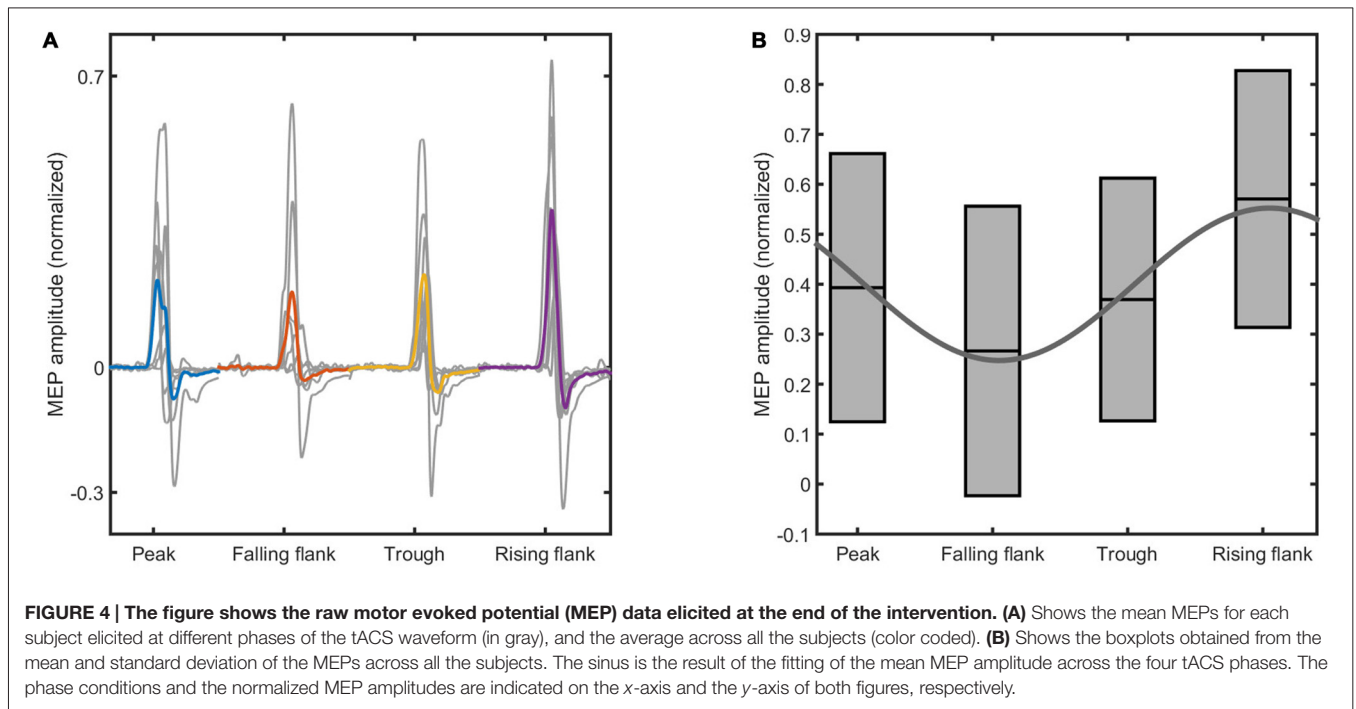 A
MEP amplitude (normalized)
0.7
0
-0.3
Peak Falling flank Trough Rising flank
B
MEP amplitude (normalized)
0.9
0.8
0.7
0.6
0.5
0.4
0.3
0.2
0.1
0
-0.1
Peak Falling flank Trough Rising flank
FIGURE 4 | The figure shows the raw motor evoked potential (MEP) data elicited at the end of the intervention. (A) Shows the mean MEPs for each
subject elicited at different phases of the tACS waveform (in gray), and the average across all the subjects (color coded). (B) Shows the boxplots obtained from the
mean and standard deviation of the MEPs across all the subjects. The sinus is the result of the fitting of the mean MEP amplitude across the four tACS phases. The
phase conditions and the normalized MEP amplitudes are indicated on the x-axis and the y-axis of both figures, respectively.